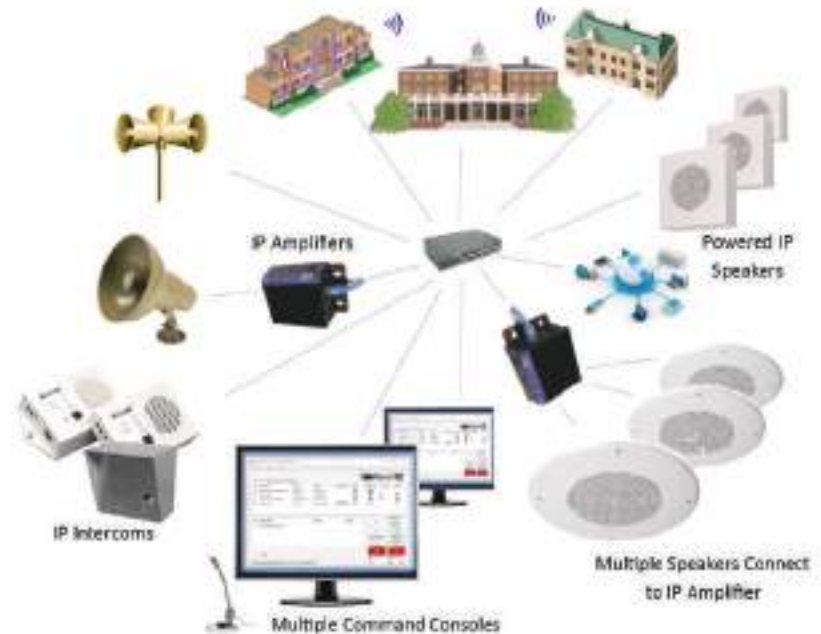 IP Amplifiers
Powered IP
Speakers
IP Intercoms
Multiple Speakers Connect
to IP Amplifier
Multiple Command Consoles